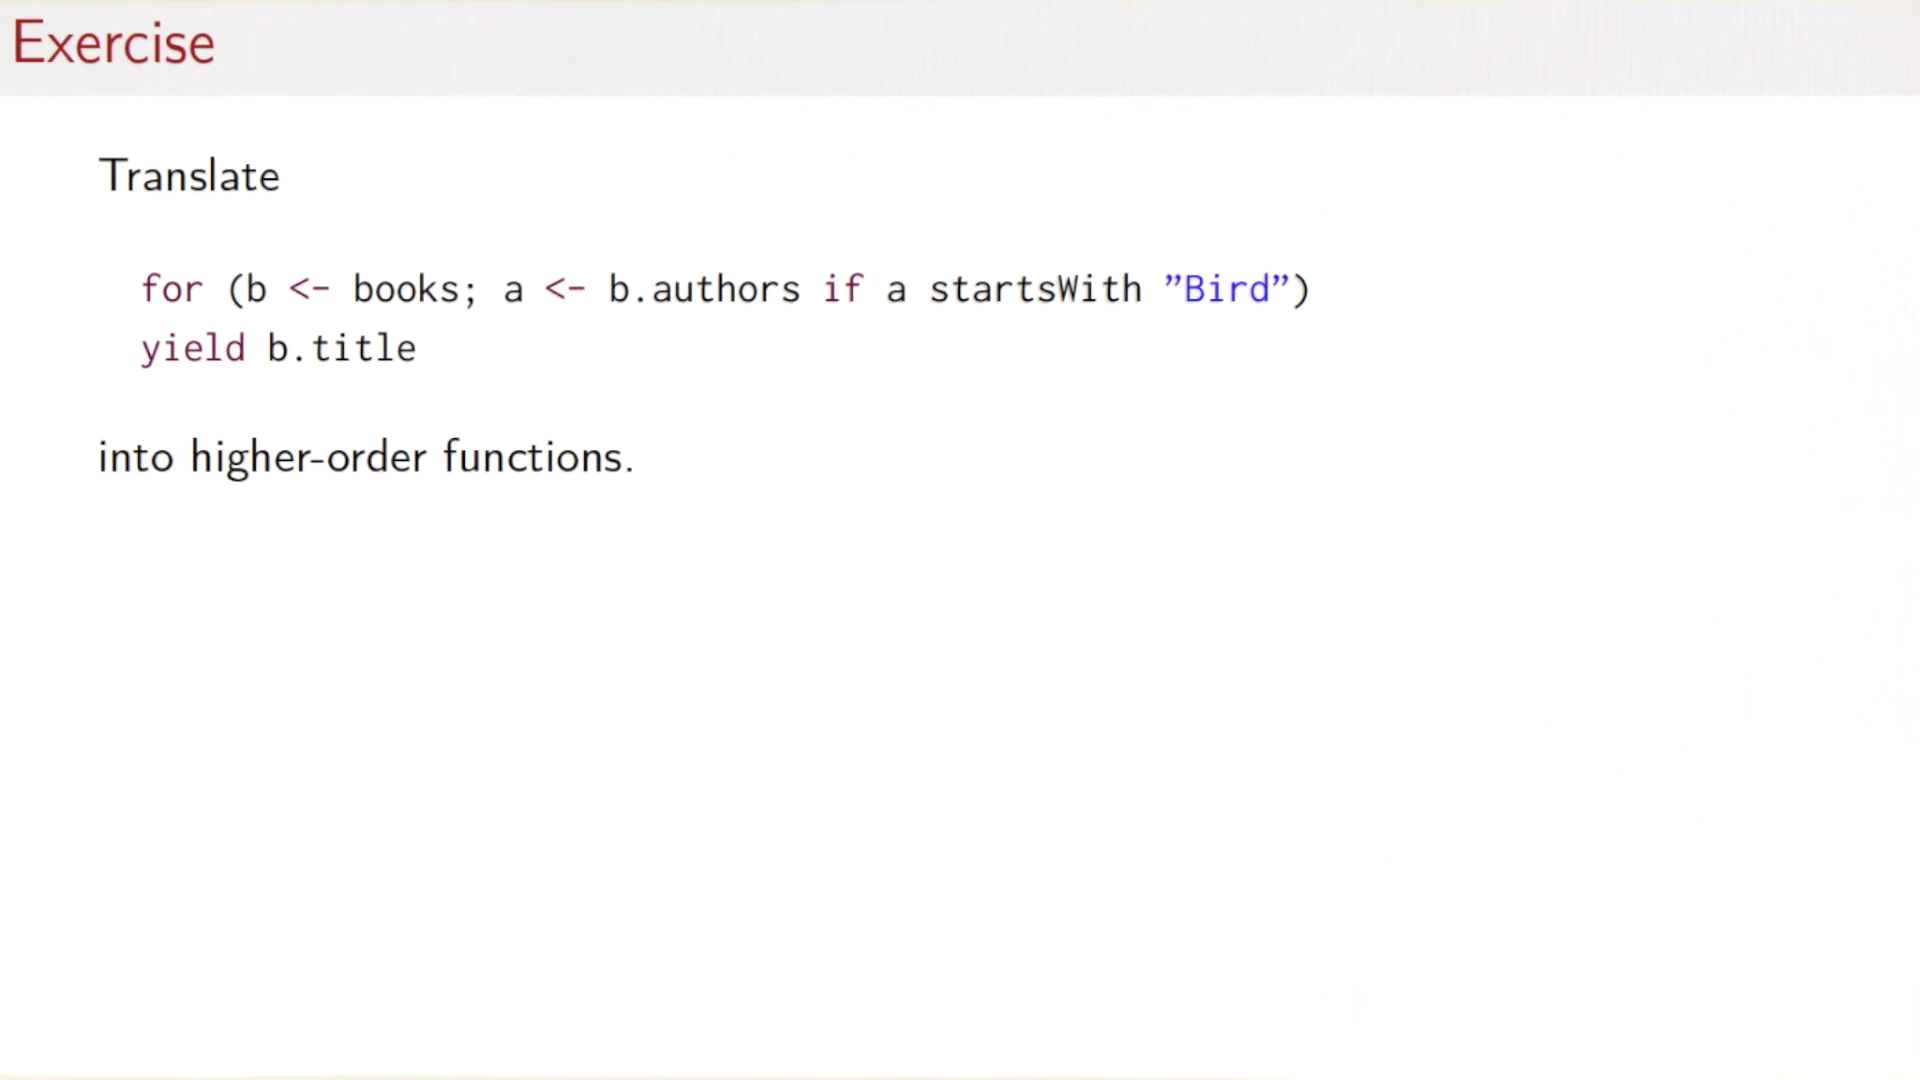 Exercise
Translate
for (b <- books; a <- b.authors if a startsWith ”Bird”)
yield b.title
into higher-order functions.